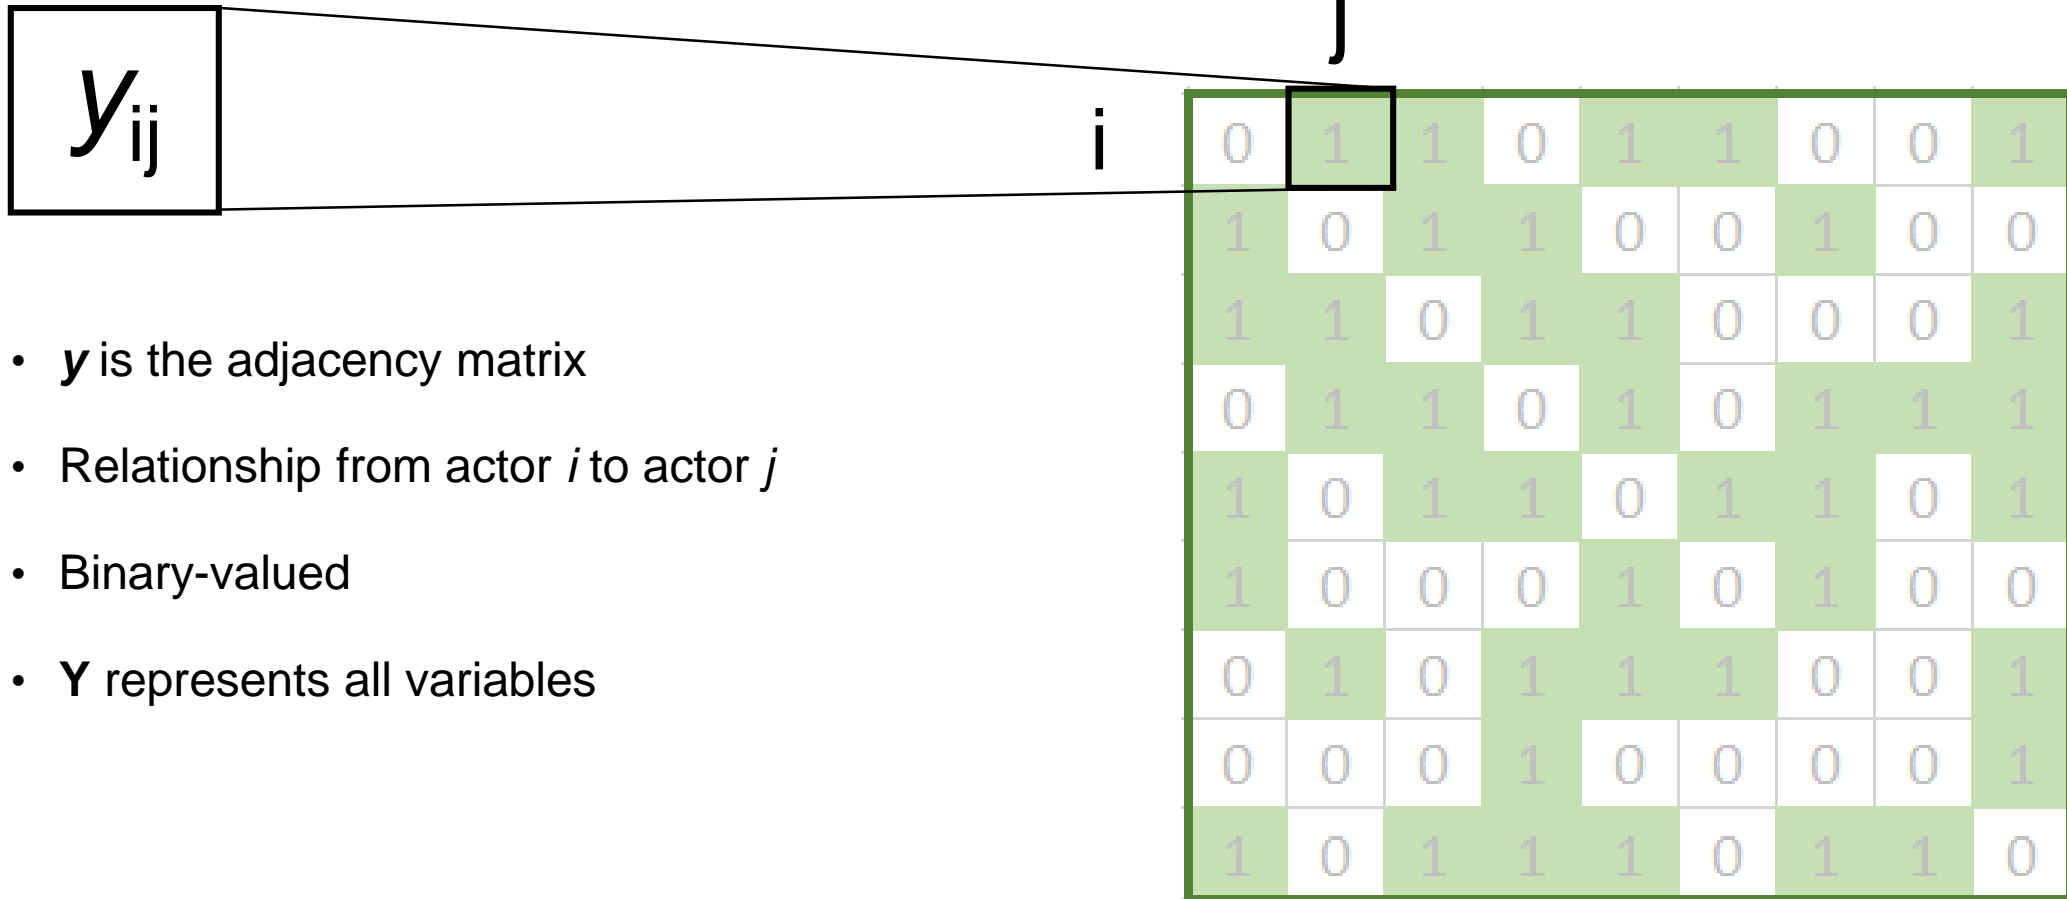 j
y ij
i
0 1 1 0 1 1 0 0 1
1 0 1 1 0 0 1 0 0
1 1 0 1 1 0 0 0 1
0 1 1 0 1 0 1 1 1
1 0 1 1 0 1 1 0 1
1 0 0 0 1 0 1 0 0
0 1 0 1 1 1 0 0 1
0 0 0 1 0 0 0 0 1
1 0 1 1 1 0 1 1 0
• y is the adjacency matrix
• Relationship from actor i to actor j
• Binary-valued
• Y represents all variables